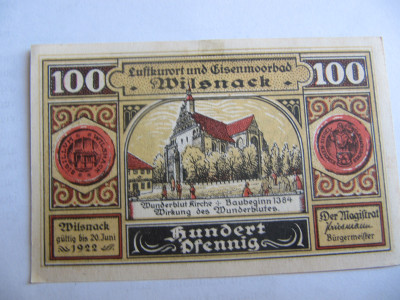 100
Luftkurort und Eisenmoorbad
Wilsnack
100
Wunderblut Kirche + Baubeginn 1384
Wirkung des Wunderblutes.
Wilsnack
gültig bis 20. Juni
1922
Hundert
Pfennig
Der Magistrat
Bürgermeister